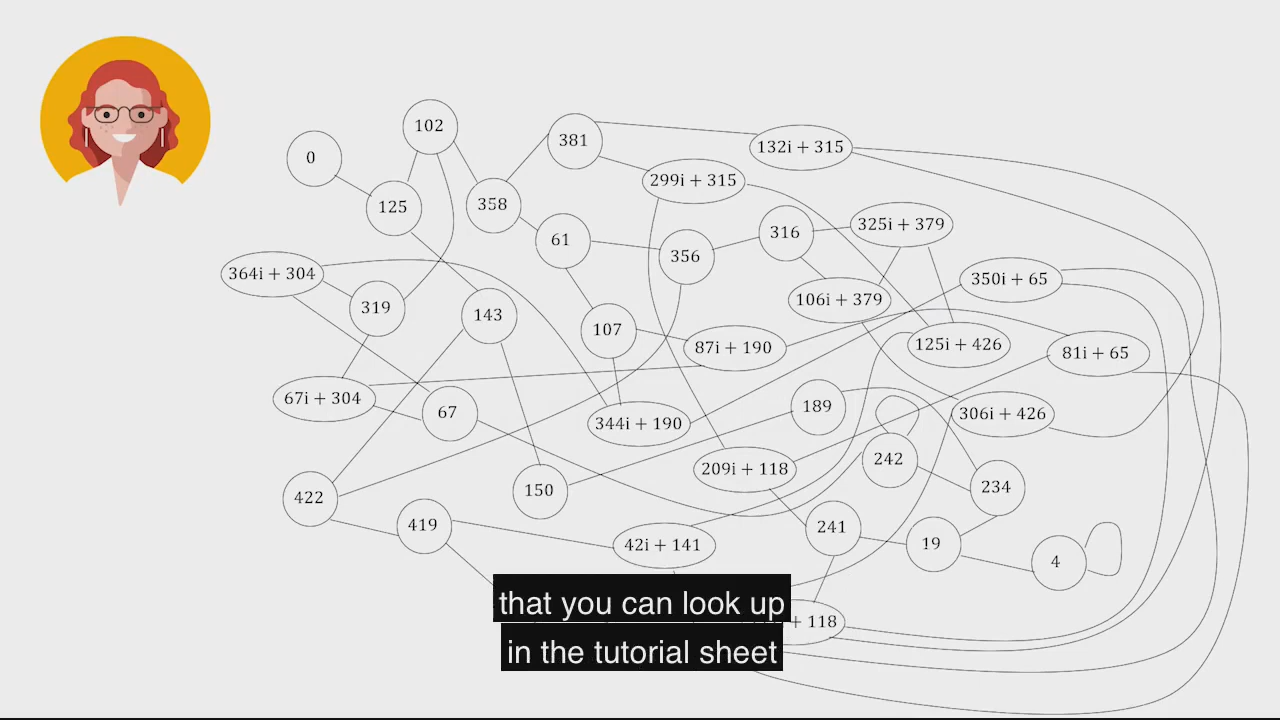 102
381
132i + 315
0
299i + 315
125
358
325i + 379
316
61
356
364i + 304
350i + 65
106i + 379
319
143
107
87i + 190
125i + 426
81i + 65
67i + 304
189
67
306i + 426
344i + 190
242
209i + 118
150
234
422
419
241
42i + 141
19
4
that you can look up
+ 118
in the tutorial sheet